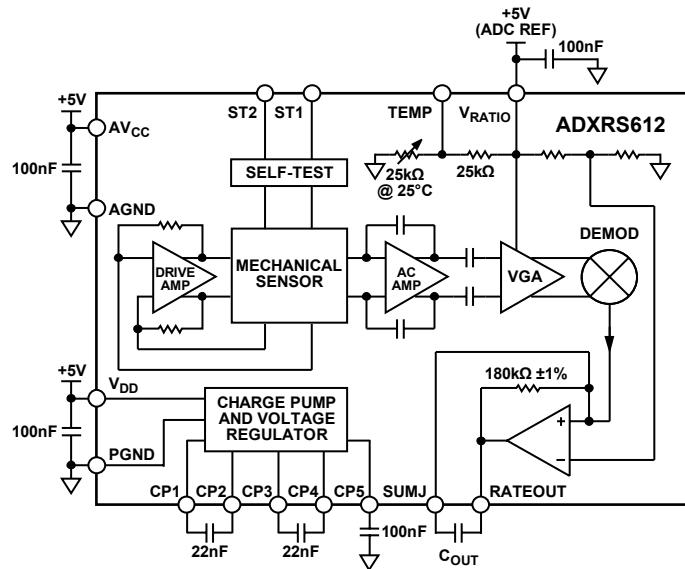 +5V
(ADC REF)
100nF
+5V
ST2
ST1
TEMP
VRATIO
ADXRS612
AVCC
100nF
25kΩ
@ 25°C
25kΩ
SELF-TEST
AGND
DEMOD
DRIVE
AMP
MECHANICAL
SENSOR
AC
AMP
VGA
+5V
180kΩ ±1%
VDD
CHARGE PUMP
AND VOLTAGE
REGULATOR
100nF
+
–
PGND
CP1
CP2
CP3
CP4
CP5
SUMJ
RATEOUT
22nF
22nF
100nF
COUT